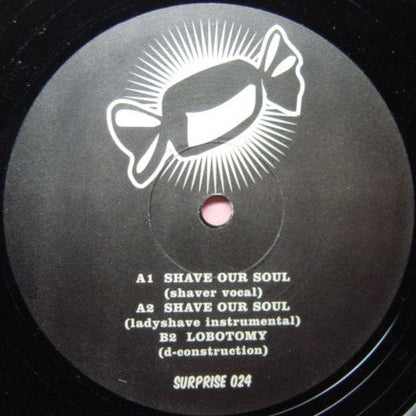 A1 SHAVE OUR SOUL
(shaver vocal)
A2 SHAVE OUR SOUL
(ladyshave instrumental)
B2 LOBOTOMY
(d-construction)
SURPRISE 024